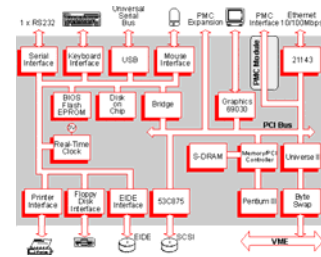 1 x RS232
Universal
Serial
Bus
PMC
Expansion
PMC
Interface
Ethernet
10/100Mbps
Serial
Interface
Keyboard
Interface
USB
Mouse
Interface
PMC Module
21143
BIOS
Flash
EPROM
Disk
on
Chip
Bridge
Graphics
69030
PCI Bus
Real-Time
Clock
S-DRAM
Memory/PCI
Controller
Universe II
Printer
Interface
Floppy
Disk
Interface
EIDE
Interface
53C875
Pentium III
Byte
Swap
EIDE
SCSI
VME